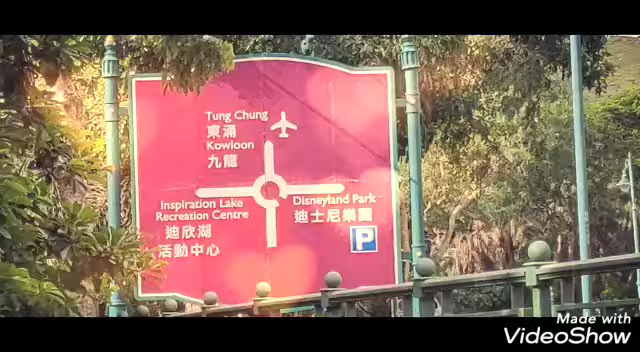 Tung Chung
東涌
Kowloon
九龍
Inspiration Lake
Recreation Centre
迪欣湖
活動中心
Disneyland Park
迪士尼樂園
P
Made with
VideoShow